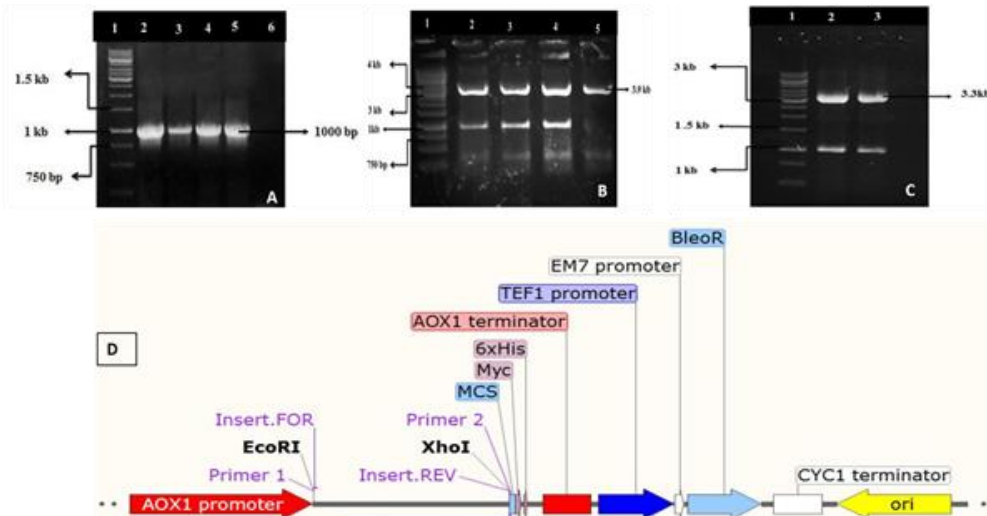 1 2 3 4 5 6
1.5 kb
1 kb
1000 bp
750 bp
A
1 2 3 4 5
4 kb
3 kb
3.9 kb
1kb
750 bp
B
1 2 3
3 kb
3.3kb
1.5 kb
1 kb
C
D
BleoR
EM7 promoter
TEF1 promoter
AOX1 terminator
6xHis
Myc
MCS
Insert.FOR
Primer 2
EcoRI
XhoI
Primer 1
Insert.REV
CYC1 terminator
AOX1 promoter
ori